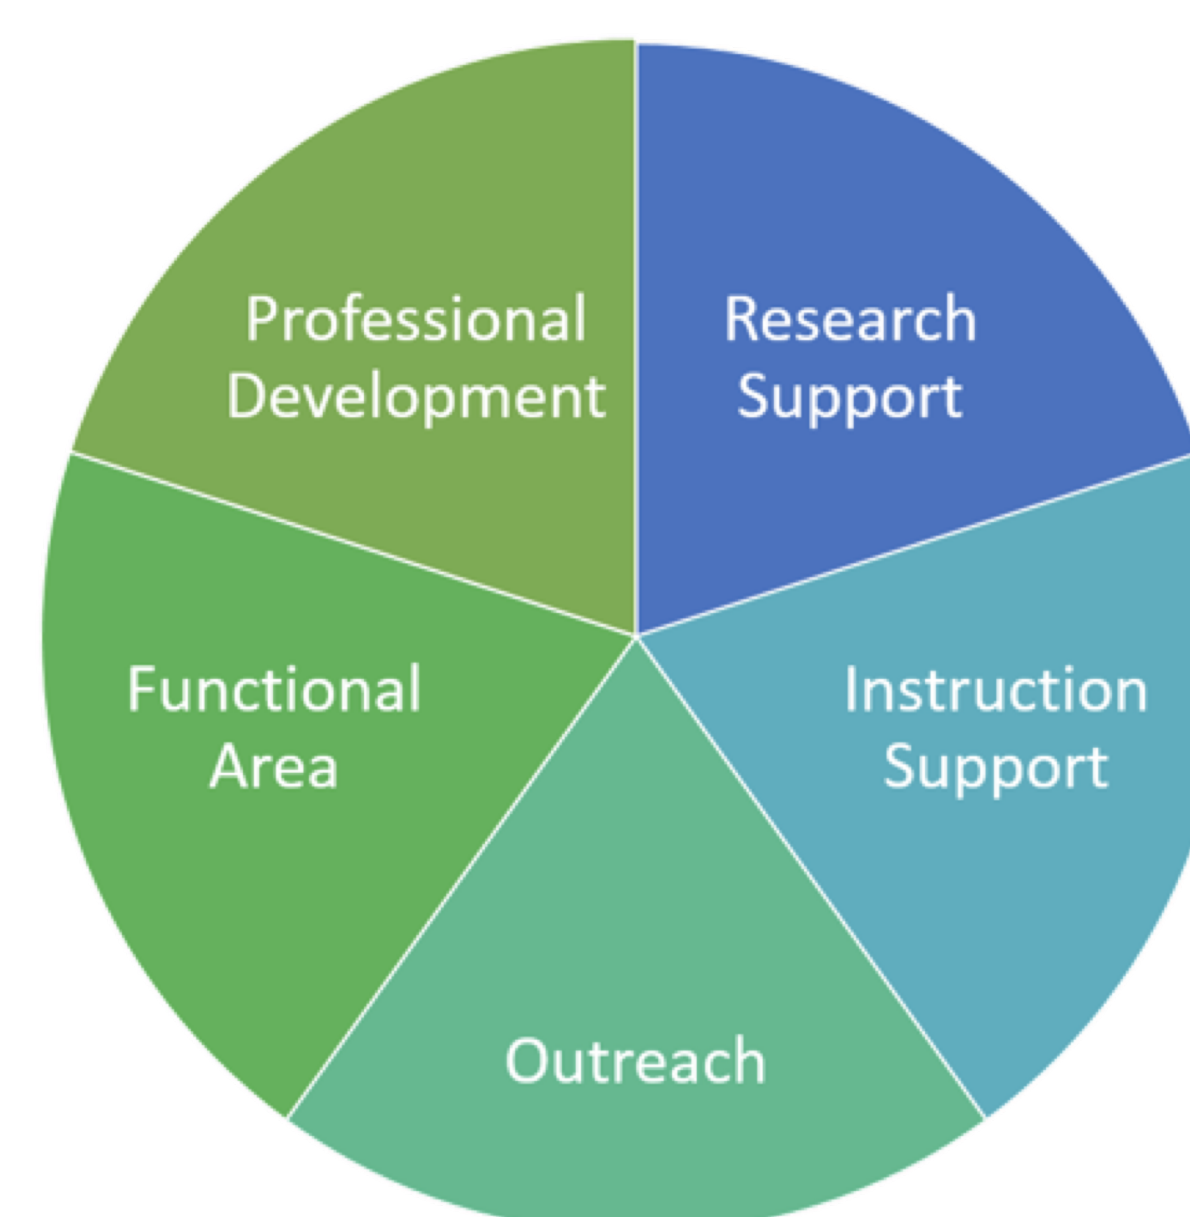 Professional
Development
Research
Support
Functional
Area
Instruction
Support
Outreach